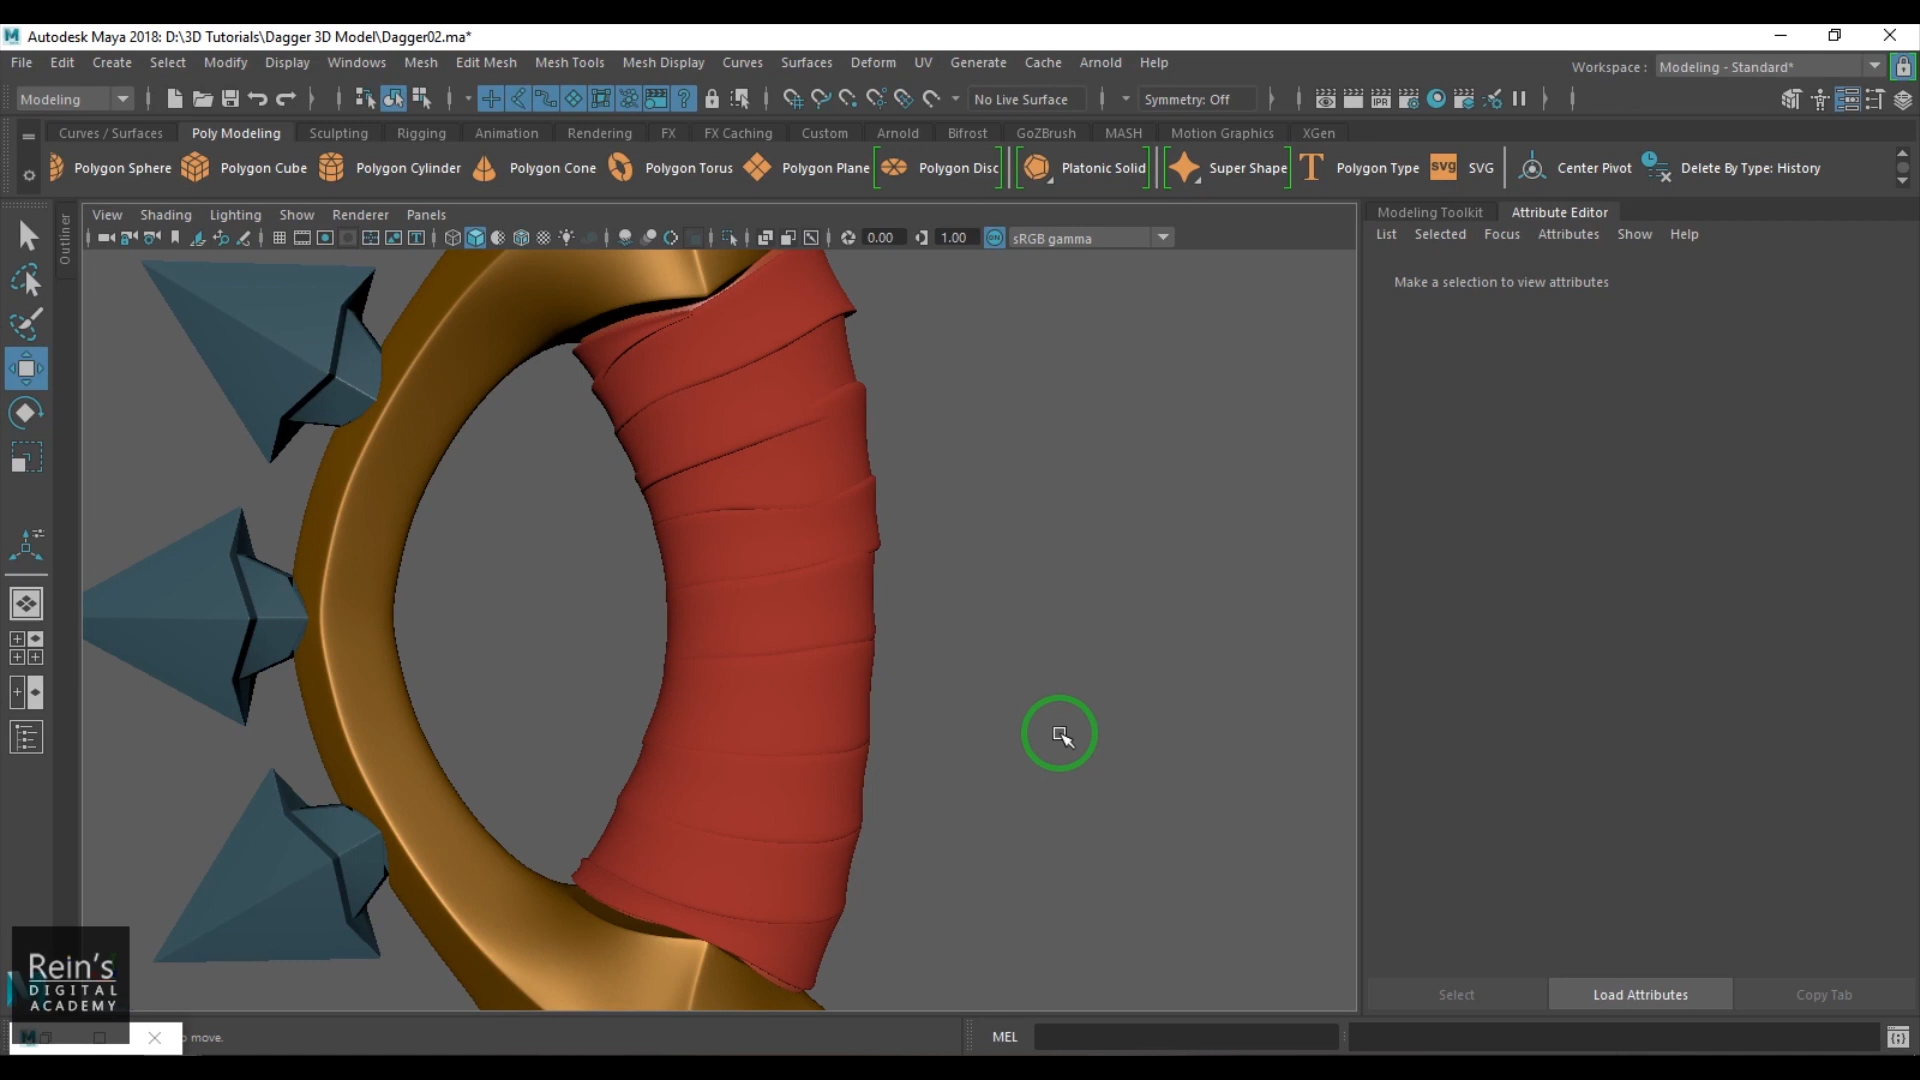 Autodesk Maya 2018: D:\3D Tutorials\Dagger 3D Model\Dagger02.ma*
File Edit Create Select Modify Display Windows Mesh Edit Mesh Mesh Tools Mesh Display Curves Surfaces Deform UV Generate Cache Arnold Help
Workspace : Modeling - Standard*
Modeling No Live Surface Symmetry: Off IPR
Curves / Surfaces Poly Modeling Sculpting Rigging Animation Rendering FX FX Caching Custom Arnold Bifrost GoZBrush MASH Motion Graphics XGen
Polygon Sphere Polygon Cube Polygon Cylinder Polygon Cone Polygon Torus Polygon Plane Polygon Disc Platonic Solid Super Shape T Polygon Type svg SVG Center Pivot Delete By Type: History
View Shading Lighting Show Renderer Panels
0.00 1.00 ON sRGB gamma
Outliner
Modeling Toolkit Attribute Editor
List Selected Focus Attributes Show Help
Make a selection to view attributes
Select Load Attributes Copy Tab
Rein's
DIGITAL
ACADEMY
o move.
MEL